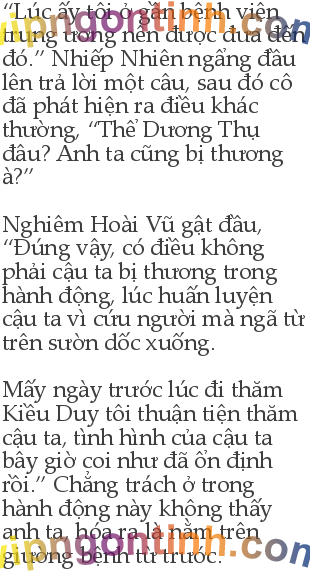 “Lúc ấy tôi ở gần bệnh viện
trung ương nên được đưa đến
đó.” Nhiếp Nhiên ngẩng đầu
lên trả lời một câu, sau đó cô
đã phát hiện ra điều khác
thường, “Thể Dương Thụ
đâu? Anh ta cũng bị thương
à?”

Nghiêm Hoài Vũ gật đầu,
“Đúng vậy, có điều không
phải cậu ta bị thương trong
hành động, lúc huấn luyện
cậu ta vì cứu người mà ngã từ
trên sườn dốc xuống.

Mấy ngày trước lúc đi thăm
Kiều Duy tôi thuận tiện thăm
cậu ta, tình hình của cậu ta
bây giờ coi như đã ổn định
rồi.” Chẳng trách ở trong
hành động này không thấy
anh ta, hóa ra là nằm trên
giường bệnh từ trước.
vipngontinh.com
vipngontinh.com